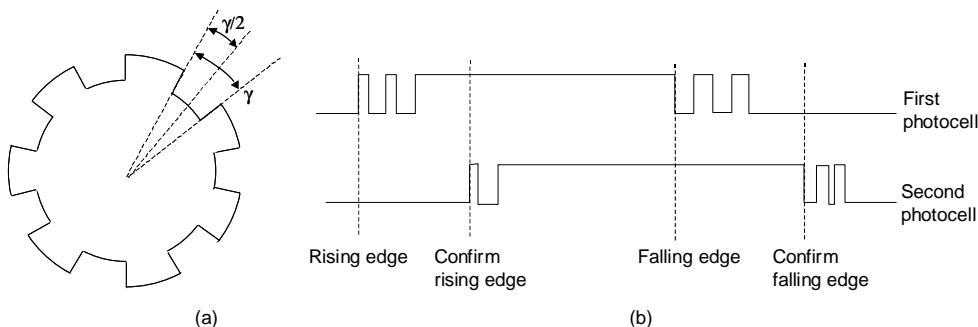 γ/2
γ
First
photocell
Second
photocell
Rising edge
Confirm
rising edge
Falling edge
Confirm
falling edge
(a)
(b)